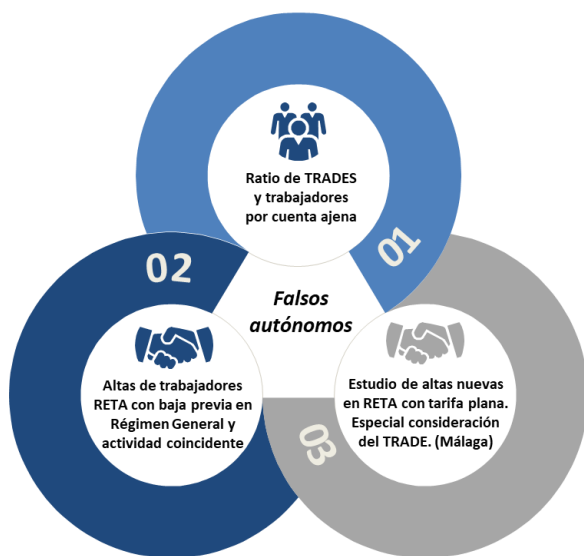 Ratio de TRADES
y trabajadores
por cuenta ajena
01
02
Falsos
autónomos
Altas de trabajadores
RETA con baja previa en
Régimen General y
actividad coincidente
Estudio de altas nuevas
en RETA con tarifa plana.
Especial consideración
del TRADE. (Málaga)
03